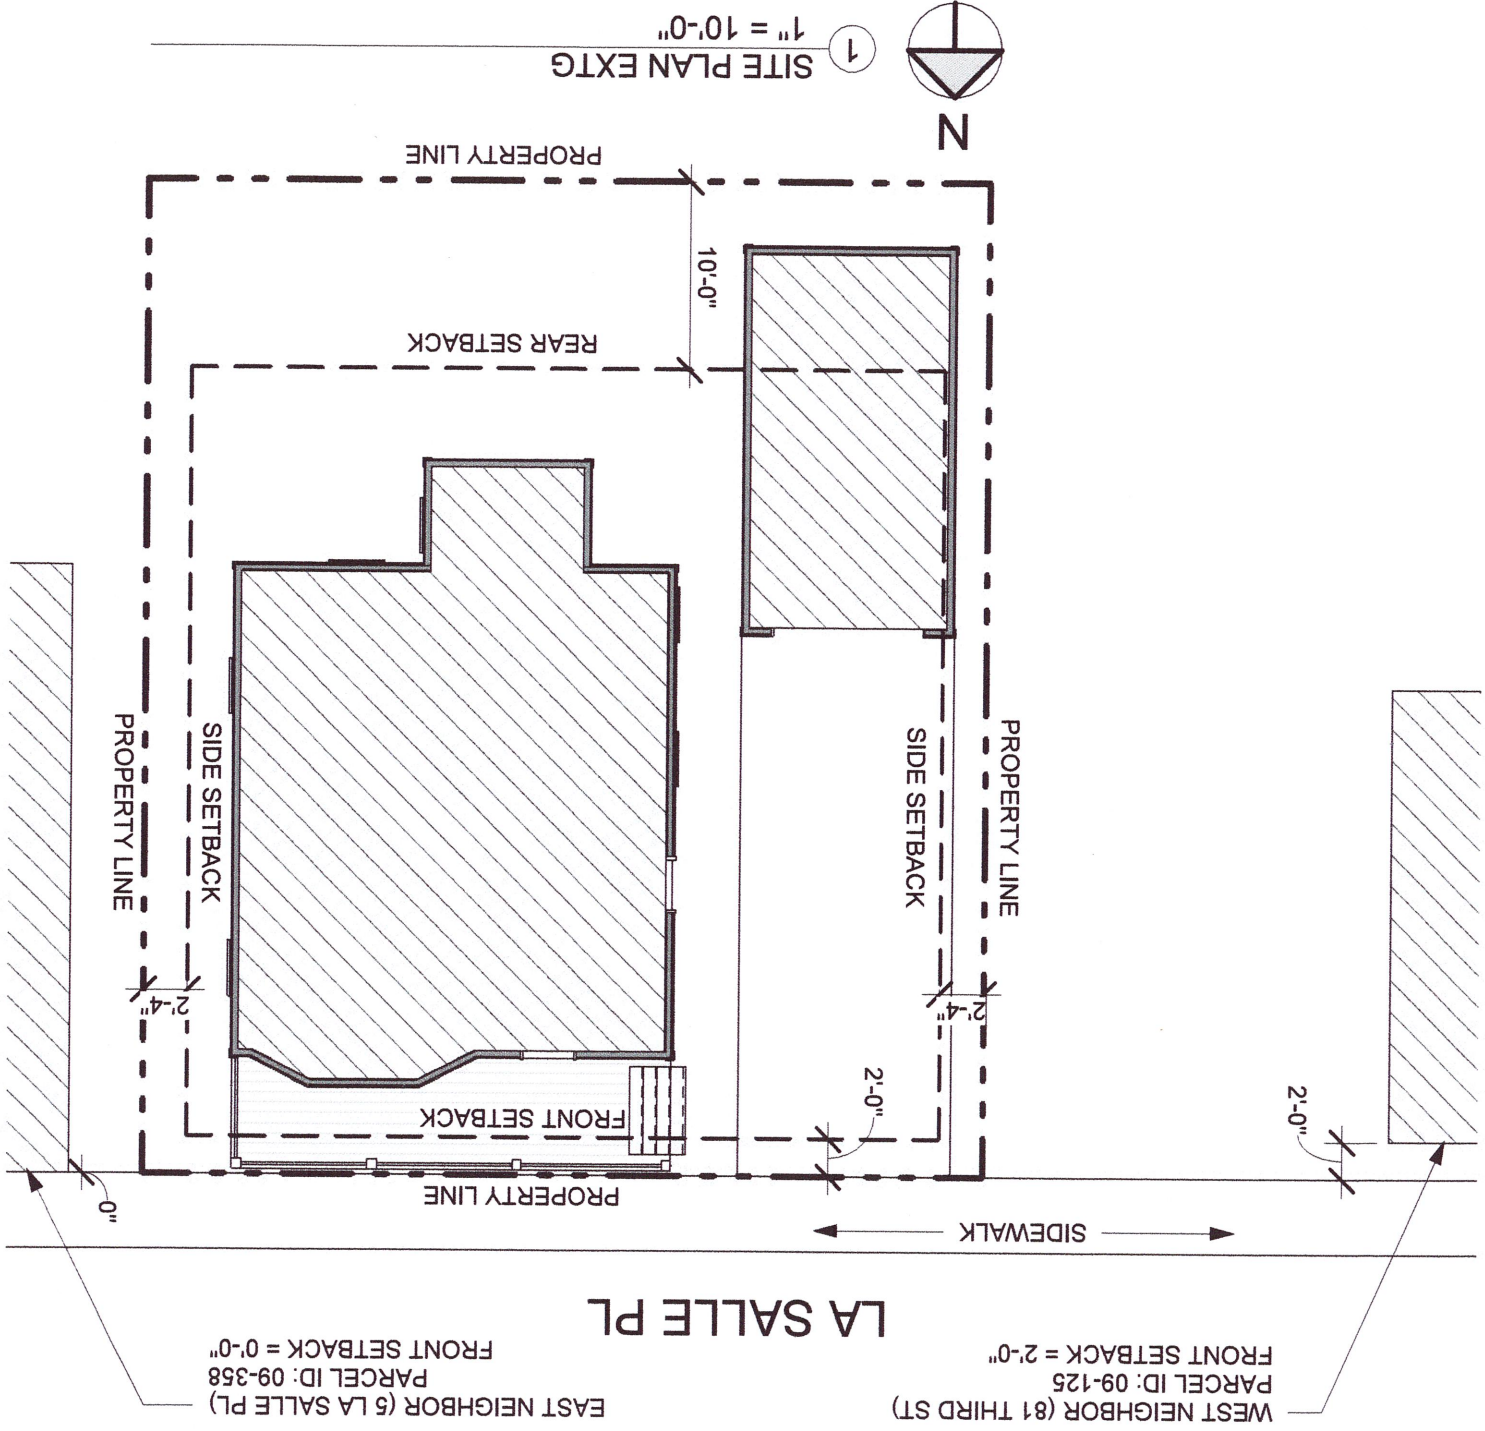 WEST NEIGHBOR (81 THIRD ST)
PARCEL ID: 09-125
FRONT SETBACK = 2'-0"
EAST NEIGHBOR (5 LA SALLE PL)
PARCEL ID: 09-358
FRONT SETBACK = 0'-0"
LA SALLE PL
SIDEWALK
PROPERTY LINE
0"
2'-0"
2'-0"
FRONT SETBACK
2'-4"
2'-4"
PROPERTY LINE
SIDE SETBACK
SIDE SETBACK
PROPERTY LINE
REAR SETBACK
10'-0"
PROPERTY LINE
N
1
SITE PLAN EXTG
1" = 10'-0"